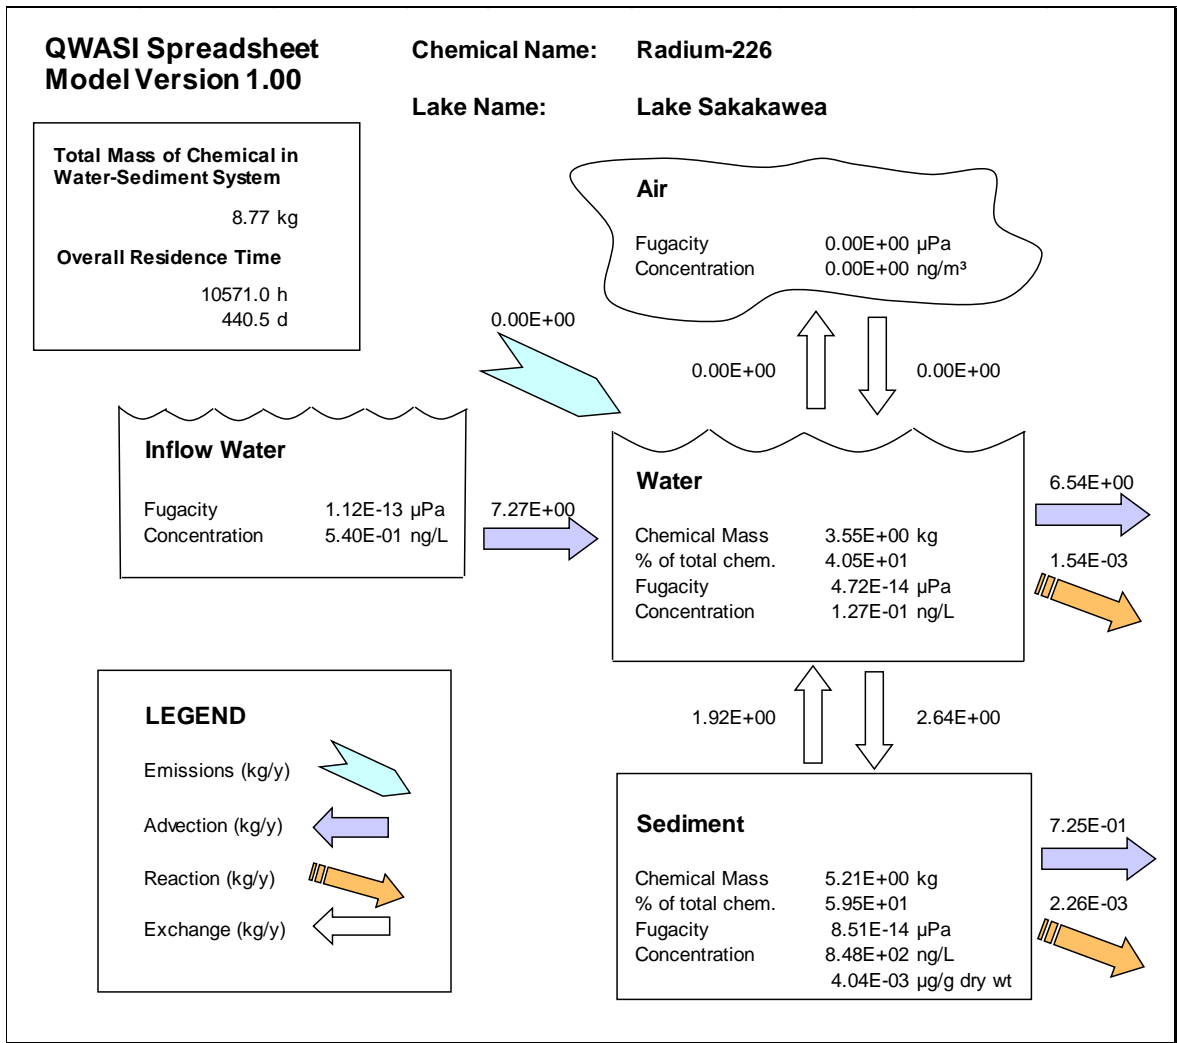 QWASI Spreadsheet
Model Version 1.00
Chemical Name: Radium-226
Lake Name: Lake Sakakawea
Total Mass of Chemical in
Water-Sediment System
8.77 kg
Overall Residence Time
10571.0 h
440.5 d
Air
Fugacity 0.00E+00 µPa
Concentration 0.00E+00 ng/m³
0.00E+00
0.00E+00
0.00E+00
Inflow Water
Fugacity 1.12E-13 µPa
Concentration 5.40E-01 ng/L
7.27E+00
Water
Chemical Mass 3.55E+00 kg
% of total chem. 4.05E+01
Fugacity 4.72E-14 µPa
Concentration 1.27E-01 ng/L
6.54E+00
1.54E-03
1.92E+00
2.64E+00
LEGEND
Emissions (kg/y)
Advection (kg/y)
Reaction (kg/y)
Exchange (kg/y)
Sediment
Chemical Mass 5.21E+00 kg
% of total chem. 5.95E+01
Fugacity 8.51E-14 µPa
Concentration 8.48E+02 ng/L
4.04E-03 µg/g dry wt
7.25E-01
2.26E-03